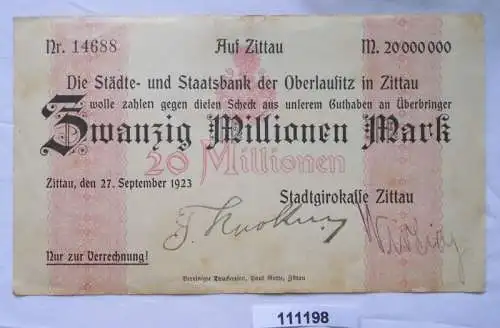 Nr. 14688 Auf Zittau M. 20 000 000
Die Städte- und Staatsbank der Oberlausitz in Zittau
wolle zahlen gegen diesen Scheck aus unserem Guthaben an Überbringer
Zwanzig Millionen Mark
20 Millionen
Zittau, den 27. September 1923
Stadtgirokasse Zittau
Nur zur Verrechnung!
Vereinigte Druckereien, Paul Zittau
111198